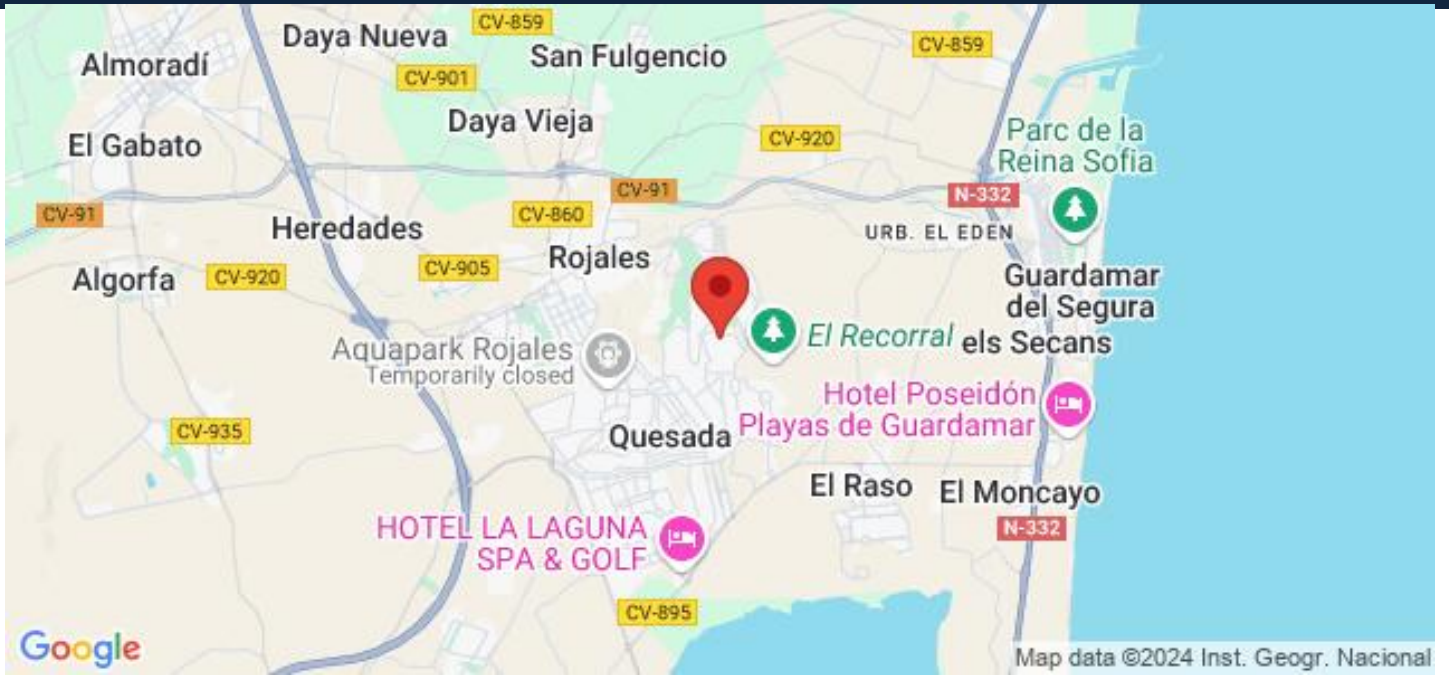 CV-859
Daya Nueva
Almoradí
San Fulgencio
CV-859
CV-901
Daya Vieja
El Gabato
CV-920
Parc de la
Reina Sofia
CV-91
CV-91
N-332
CV-860
Heredades
URB. EL EDEN
Rojales
Algorfa
CV-920
CV-905
Guardamar
del Segura
El Recorral
els Secans
Aquapark Rojales
Temporarily closed
Hotel Poseidón
Playas de Guardamar
CV-935
Quesada
El Raso
El Moncayo
HOTEL LA LAGUNA
SPA & GOLF
N-332
CV-895
Google
Map data ©2024 Inst. Geogr. Nacional